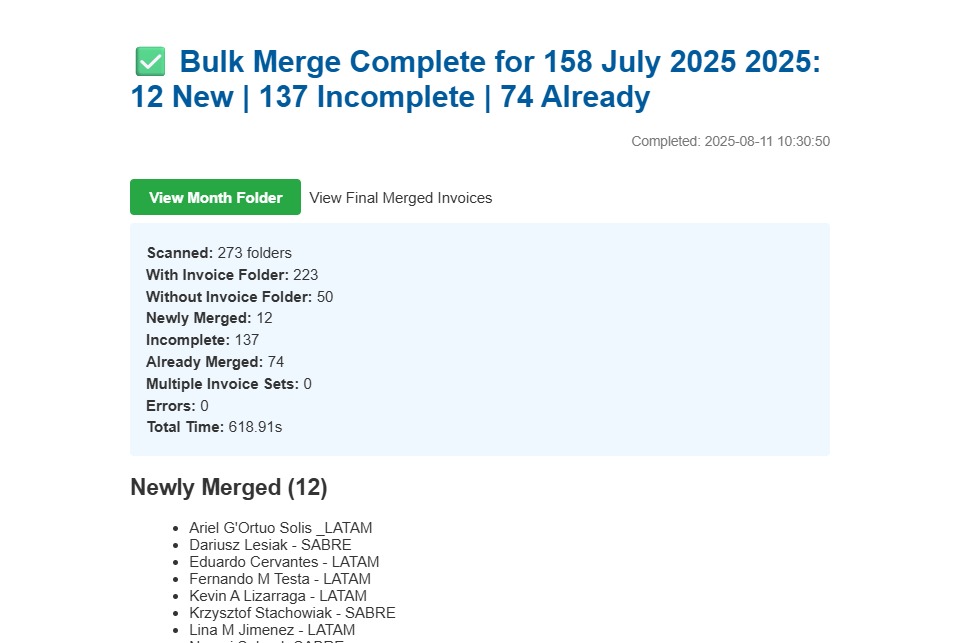 ✅ Bulk Merge Complete for 158 July 2025 2025:
12 New | 137 Incomplete | 74 Already
Completed: 2025-08-11 10:30:50
View Month Folder View Final Merged Invoices
Scanned: 273 folders
With Invoice Folder: 223
Without Invoice Folder: 50
Newly Merged: 12
Incomplete: 137
Already Merged: 74
Multiple Invoice Sets: 0
Errors: 0
Total Time: 618.91s
Newly Merged (12)
• Ariel G'Ortuo Solis _LATAM
• Dariusz Lesiak - SABRE
• Eduardo Cervantes - LATAM
• Fernando M Testa - LATAM
• Kevin A Lizarraga - LATAM
• Krzysztof Stachowiak - SABRE
• Lina M Jimenez - LATAM